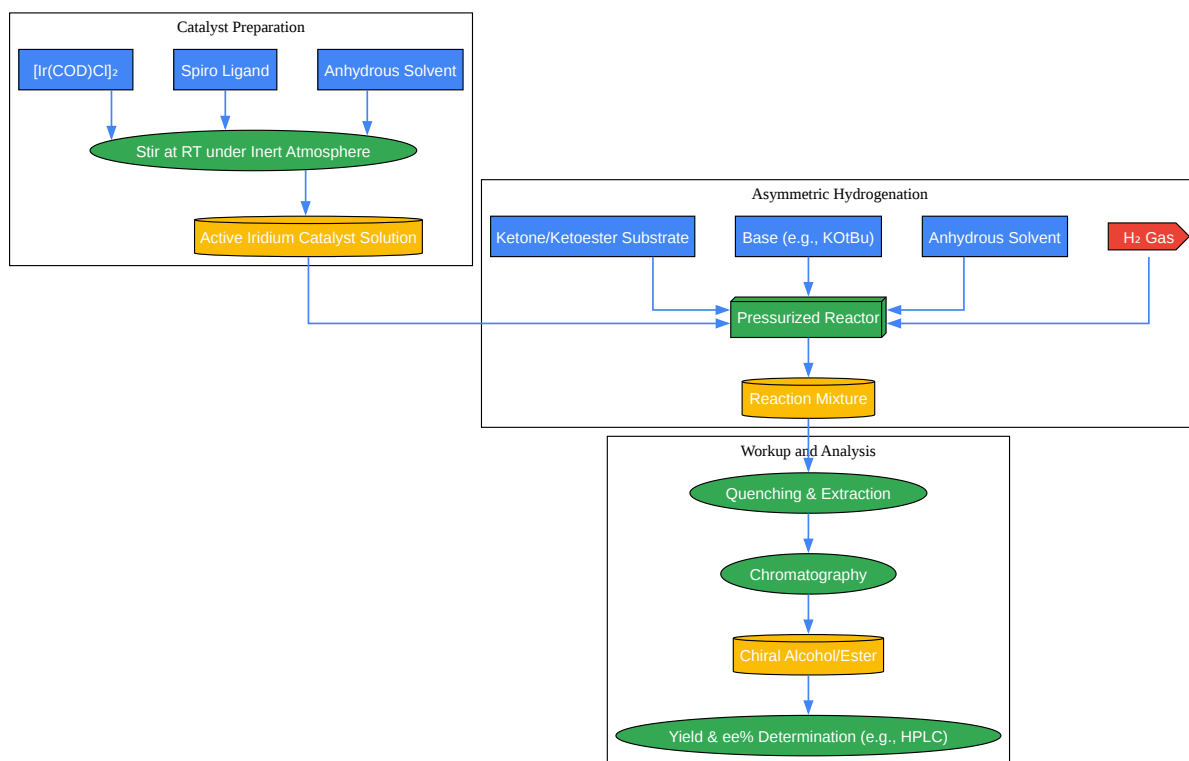 Catalyst Preparation
[Ir(COD)Cl]₂
Spiro Ligand
Anhydrous Solvent
Stir at RT under Inert Atmosphere
Active Iridium Catalyst Solution
Asymmetric Hydrogenation
Ketone/Ketoester Substrate
Base (e.g., KOtBu)
Anhydrous Solvent
H₂ Gas
Pressurized Reactor
Reaction Mixture
Workup and Analysis
Quenching & Extraction
Chromatography
Chiral Alcohol/Ester
Yield & ee% Determination (e.g., HPLC)